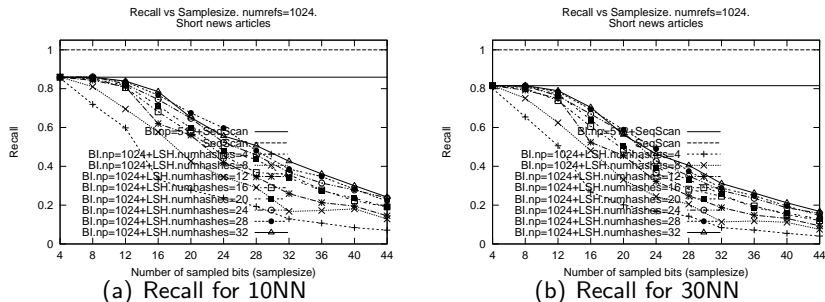 Recall vs Samplesize. numrefs=1024.
Short news articles
1
0.8
0.6
0.4
0.2
0
Recall
4 8 12 16 20 24 28 32 36 40 44
Number of sampled bits (samplesize)
SeqScan
BI.np=1024+LSH.numhashes=4
BI.np=1024+LSH.numhashes=8
BI.np=1024+LSH.numhashes=12
BI.np=1024+LSH.numhashes=16
BI.np=1024+LSH.numhashes=20
BI.np=1024+LSH.numhashes=24
BI.np=1024+LSH.numhashes=28
BI.np=1024+LSH.numhashes=32
(a) Recall for 10NN
Recall vs Samplesize. numrefs=1024.
Short news articles
1
0.8
0.6
0.4
0.2
0
Recall
4 8 12 16 20 24 28 32 36 40 44
Number of sampled bits (samplesize)
SeqScan
BI.np=1024+LSH.numhashes=4
BI.np=1024+LSH.numhashes=8
BI.np=1024+LSH.numhashes=12
BI.np=1024+LSH.numhashes=16
BI.np=1024+LSH.numhashes=20
BI.np=1024+LSH.numhashes=24
BI.np=1024+LSH.numhashes=28
BI.np=1024+LSH.numhashes=32
(b) Recall for 30NN